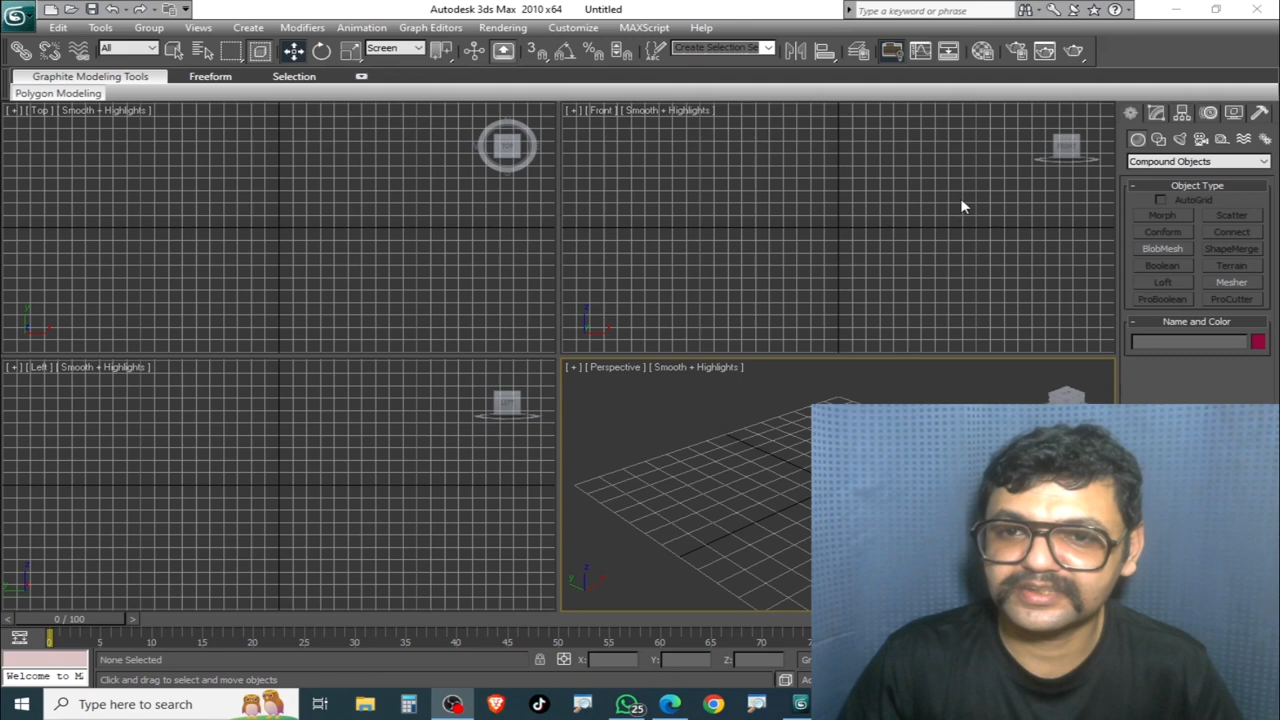 Autodesk 3ds Max 2010 x64 Untitled
Type a keyword or phrase
Edit Tools Group Views Create Modifiers Animation Graph Editors Rendering Customize MAXScript Help
All
Screen
3
Create Selection Se
Graphite Modeling Tools Freeform Selection
Polygon Modeling
[ + ] [ Top ] [ Smooth + Highlights ]
TOP
y
x
[ + ] [ Front ] [ Smooth + Highlights ]
FRONT
z
x
Compound Objects
Object Type
AutoGrid
Morph Scatter
Conform Connect
BlobMesh ShapeMerge
Boolean Terrain
Loft Mesher
ProBoolean ProCutter
Name and Color
[ + ] [ Left ] [ Smooth + Highlights ]
LEFT
z
y
[ + ] [ Perspective ] [ Smooth + Highlights ]
z
y
x
< 0 / 100 >
0 5 10 15 20 25 30 35 40 45 50 55 60 65 70
None Selected X: Y: Z:
Welcome to M
Click and drag to select and move objects
Type here to search
25